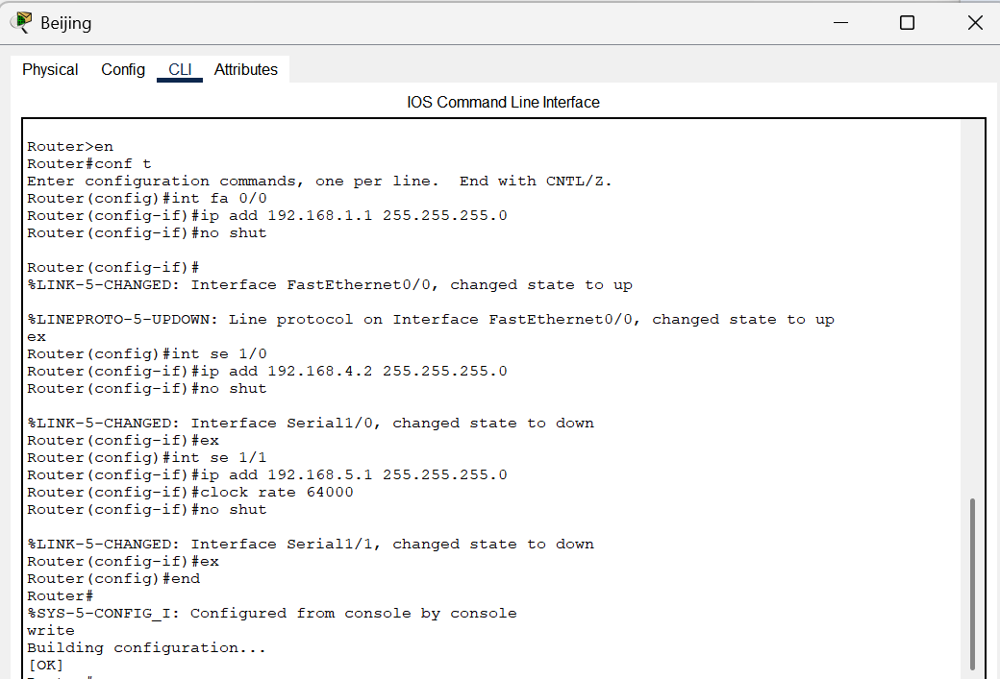 Beijing
Physical Config CLI Attributes
IOS Command Line Interface
Router>en
Router#conf t
Enter configuration commands, one per line.  End with CNTL/Z.
Router(config)#int fa 0/0
Router(config-if)#ip add 192.168.1.1 255.255.255.0
Router(config-if)#no shut
Router(config-if)#
%LINK-5-CHANGED: Interface FastEthernet0/0, changed state to up
%LINEPROTO-5-UPDOWN: Line protocol on Interface FastEthernet0/0, changed state to up
ex
Router(config)#int se 1/0
Router(config-if)#ip add 192.168.4.2 255.255.255.0
Router(config-if)#no shut
%LINK-5-CHANGED: Interface Serial1/0, changed state to down
Router(config-if)#ex
Router(config)#int se 1/1
Router(config-if)#ip add 192.168.5.1 255.255.255.0
Router(config-if)#clock rate 64000
Router(config-if)#no shut
%LINK-5-CHANGED: Interface Serial1/1, changed state to down
Router(config-if)#ex
Router(config)#end
Router#
%SYS-5-CONFIG_I: Configured from console by console
write
Building configuration...
[OK]